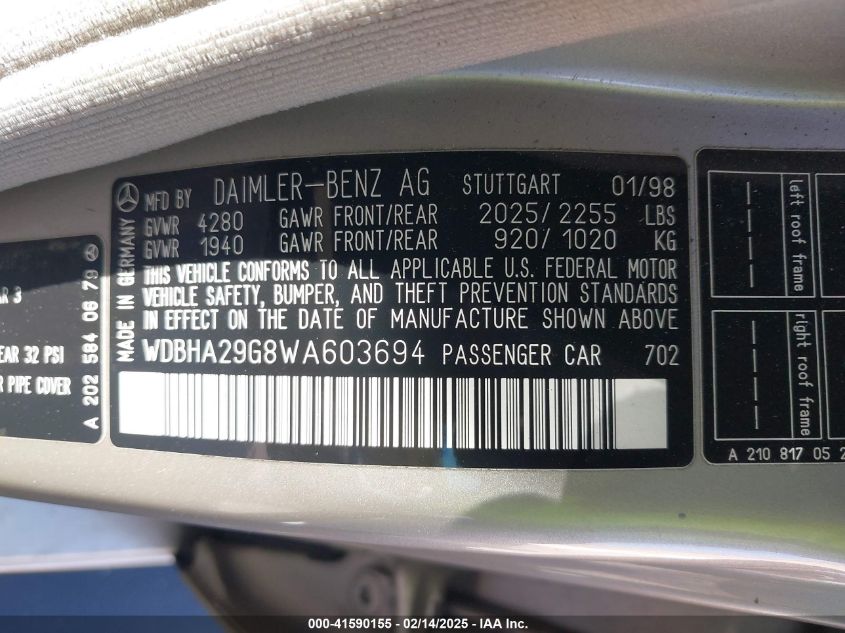 MFD BY DAIMLER-BENZ AG STUTTGART 01/98
GVWR 4280 GAWR FRONT/REAR 2025/2255 LBS
GVWR 1940 GAWR FRONT/REAR 920/1020 KG
THIS VEHICLE CONFORMS TO ALL APPLICABLE U.S. FEDERAL MOTOR
VEHICLE SAFETY, BUMPER, AND THEFT PREVENTION STANDARDS
IN EFFECT ON THE DATE OF MANUFACTURE SHOWN ABOVE
WDBHA29G8WA603694 PASSENGER CAR 702
MADE IN GERMANY
AR 3
EAR 32 PSI
R PIPE COVER
A 202 584 06 79
left roof frame
right roof frame
A 210 817 05 2
000-41590155 - 02/14/2025 - IAA Inc.